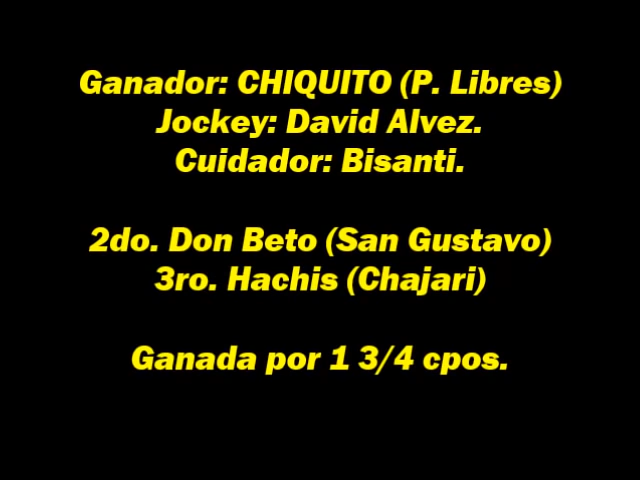 Ganador: CHIQUITO (P. Libres)
Jockey: David Alvez.
Cuidador: Bisanti.
2do. Don Beto (San Gustavo)
3ro. Hachis (Chajari)
Ganada por 1 3/4 cpos.